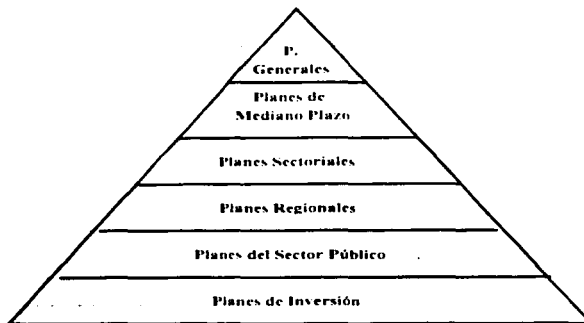 P.
Generales
Planes de
Mediano Plazo
Planes Sectoriales
Planes Regionales
Planes del Sector Público
Planes de Inversión